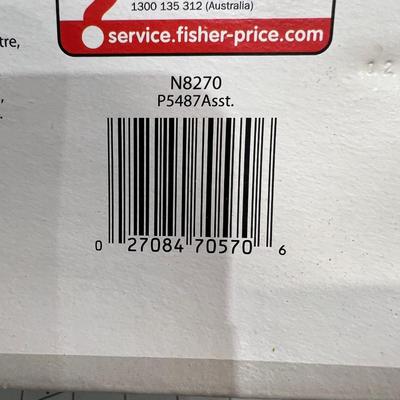 1300 135 312 (Australia)
service.fisher-price.com
tre,
N8270
P5487Asst.
0 27084 70570 6